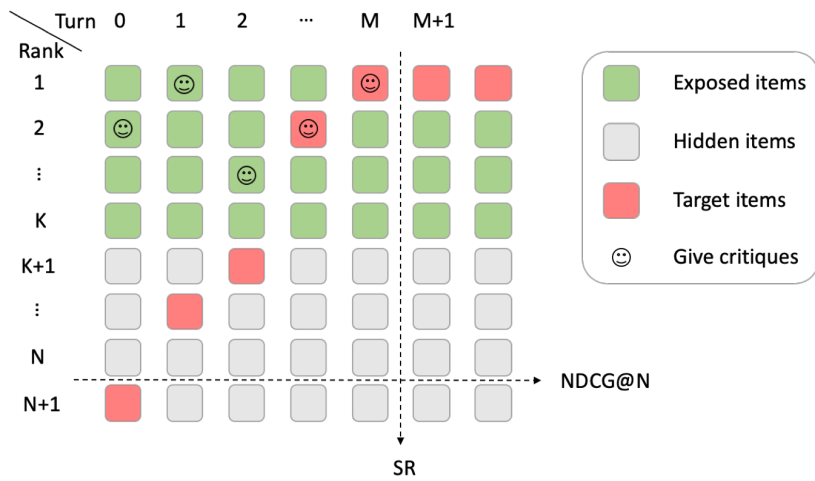 Turn 0 1 2 ... M M+1
Rank
1
2
⋮
K
K+1
⋮
N
N+1
NDCG@N
SR
Exposed items
Hidden items
Target items
Give critiques